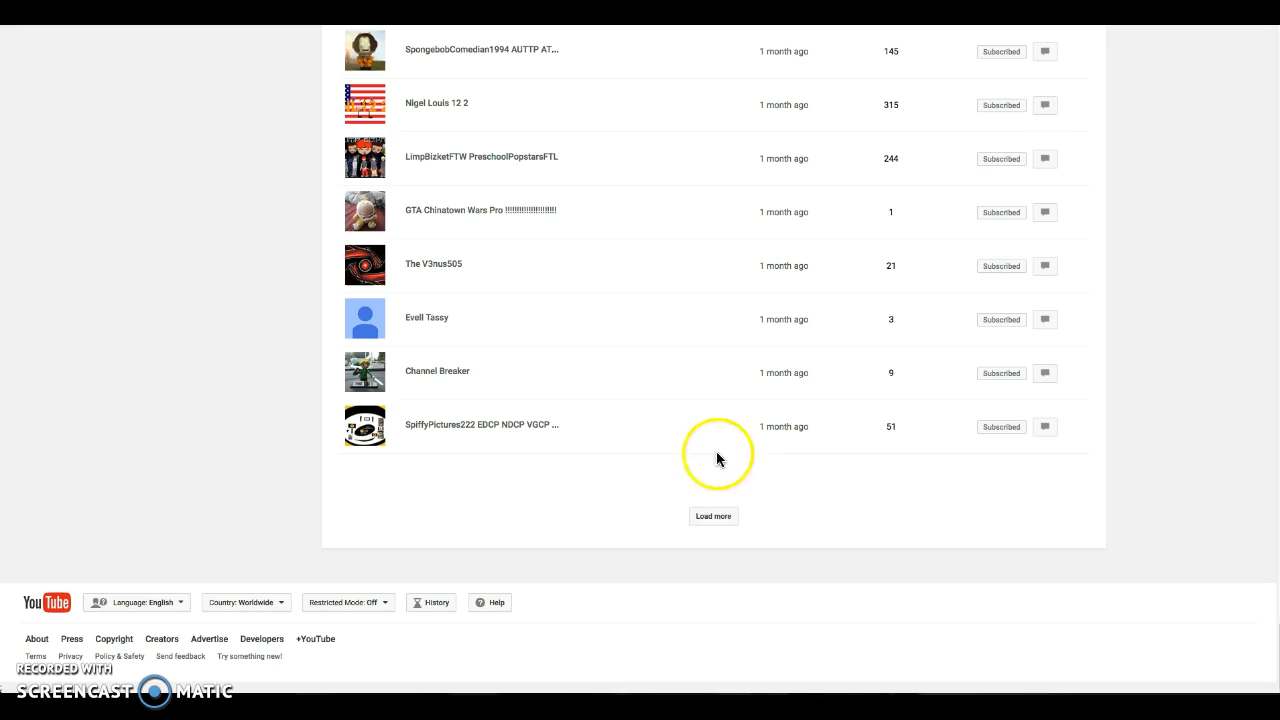 SpongebobComedian1994 AUTTP AT... 1 month ago 145 Subscribed
Nigel Louis 12 2 1 month ago 315 Subscribed
LimpBizketFTW PreschoolPopstarsFTL 1 month ago 244 Subscribed
GTA Chinatown Wars Pro !!!!!!!!!!!!!!!!!!!!!! 1 month ago 1 Subscribed
The V3nus505 1 month ago 21 Subscribed
Evell Tassy 1 month ago 3 Subscribed
Channel Breaker 1 month ago 9 Subscribed
SpiffyPictures222 EDCP NDCP VGCP ... 1 month ago 51 Subscribed
Load more
YouTube Language: English Country: Worldwide Restricted Mode: Off History Help
About Press Copyright Creators Advertise Developers +YouTube
Terms Privacy Policy & Safety Send feedback Try something new!
RECORDED WITH
SCREENCAST MATIC